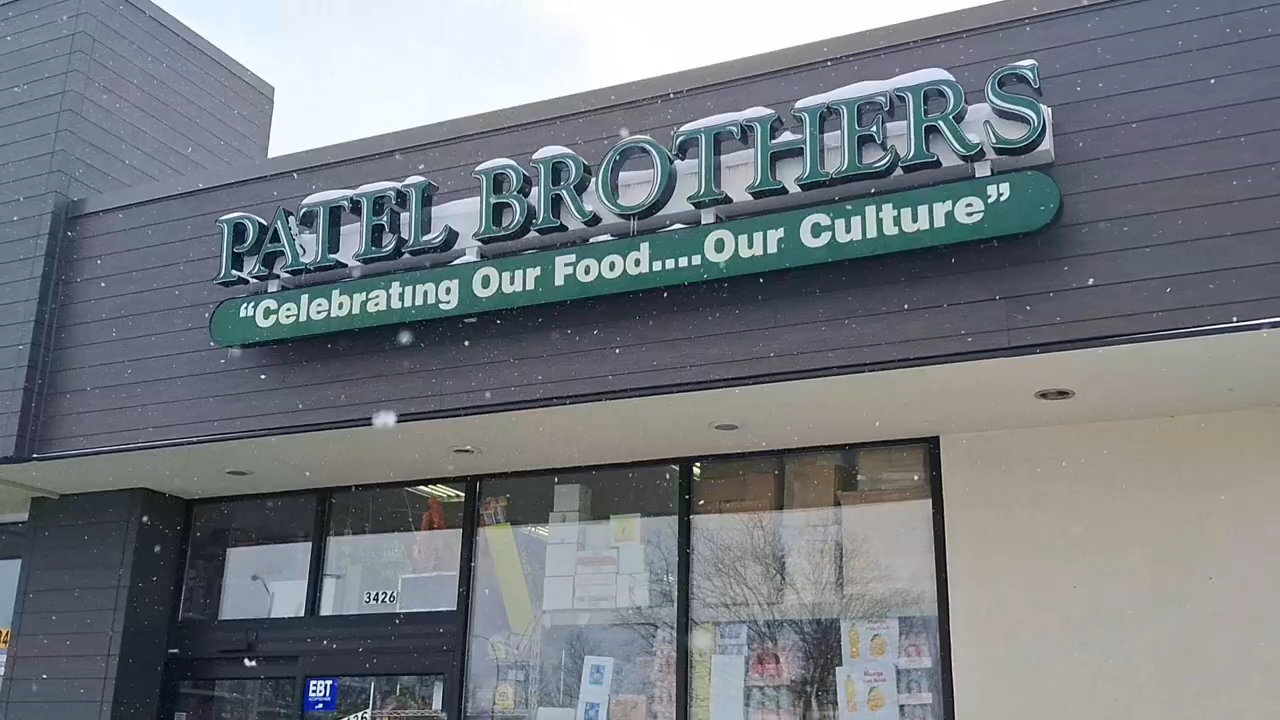 PATEL BROTHERS
“Celebrating Our Food....Our Culture”
3426
EBT